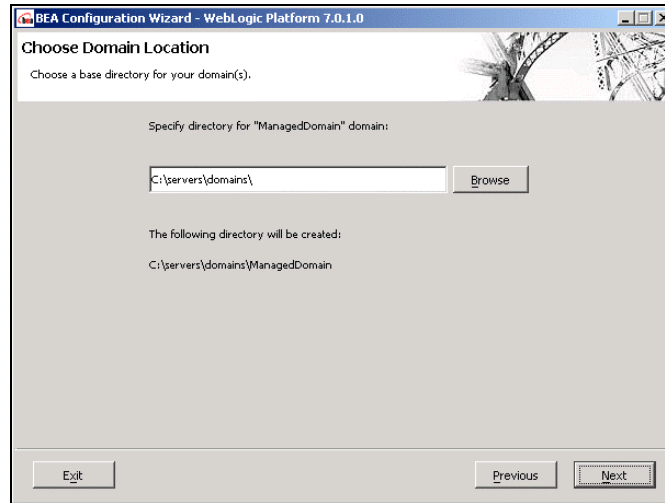 BEA Configuration Wizard - WebLogic Platform 7.0.1.0
Choose Domain Location
Choose a base directory for your domain(s).
Specify directory for "ManagedDomain" domain:
C:\servers\domains\
Browse
The following directory will be created:
C:\servers\domains\ManagedDomain
Exit
Previous
Next